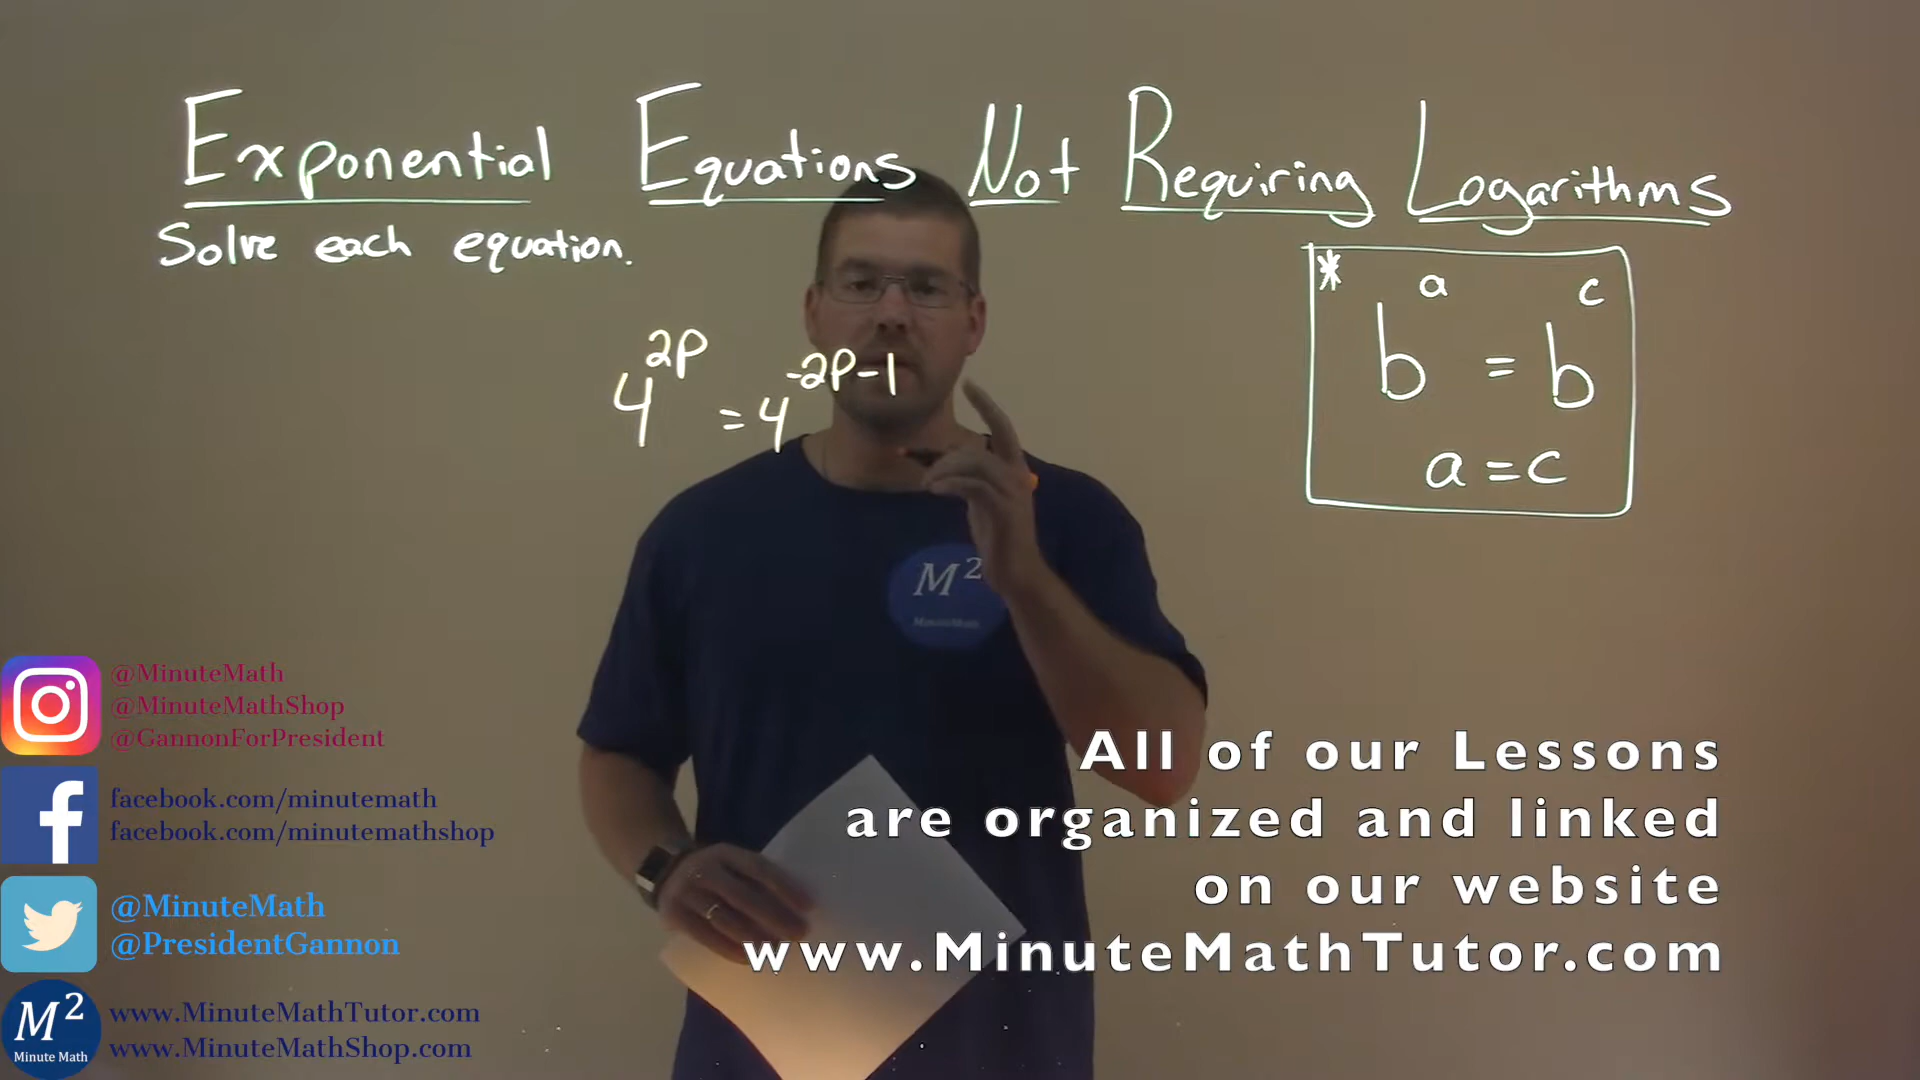 Exponential Equations Not Requiring Logarithms
Solve each equation.
* b^a = b^c
a = c
4^{2p} = 4^{-2p-1}
M²
MinuteMath
@MinuteMath
@MinuteMathShop
@GannonForPresident
facebook.com/minutemath
facebook.com/minutemathshop
@MinuteMath
@PresidentGannon
M²
Minute Math
www.MinuteMathTutor.com
www.MinuteMathShop.com
All of our Lessons
are organized and linked
on our website
www.MinuteMathTutor.com